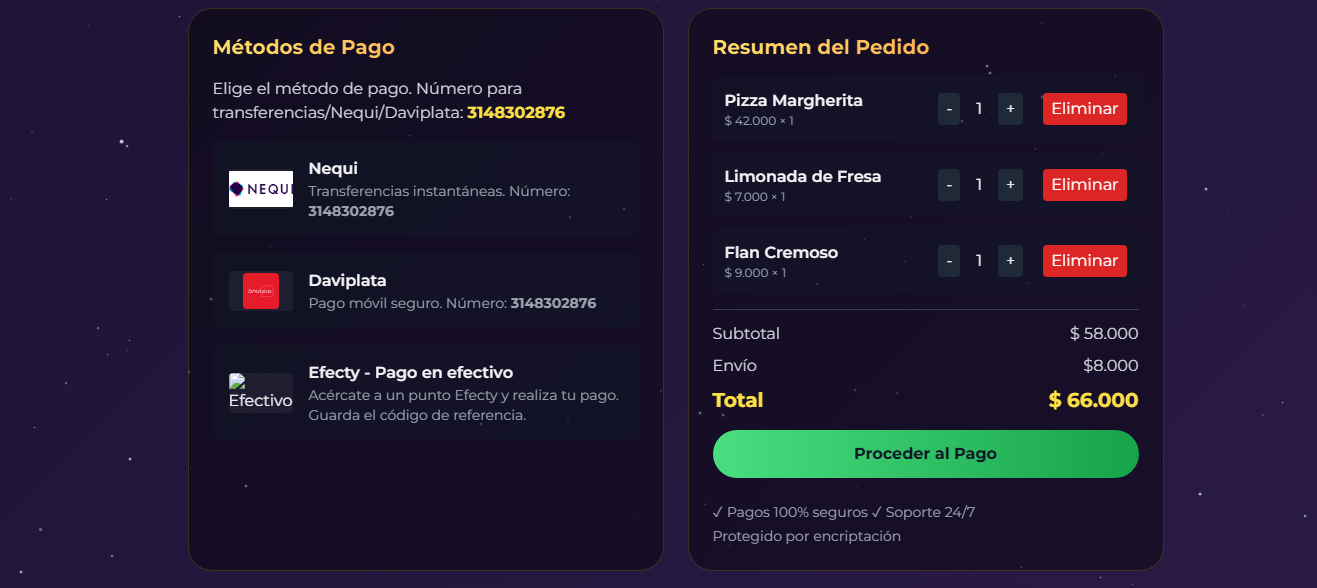 Métodos de Pago
Elige el método de pago. Número para
transferencias/Nequi/Daviplata: 3148302876
NEQUI
Nequi
Transferencias instantáneas. Número:
3148302876
DAVIplata
Daviplata
Pago móvil seguro. Número: 3148302876
Efectivo
Efecty - Pago en efectivo
Acércate a un punto Efecty y realiza tu pago.
Guarda el código de referencia.
Resumen del Pedido
Pizza Margherita
$ 42.000 × 1
- 1 + Eliminar
Limonada de Fresa
$ 7.000 × 1
- 1 + Eliminar
Flan Cremoso
$ 9.000 × 1
- 1 + Eliminar
Subtotal $ 58.000
Envío $8.000
Total $ 66.000
Proceder al Pago
✓ Pagos 100% seguros ✓ Soporte 24/7
Protegido por encriptación